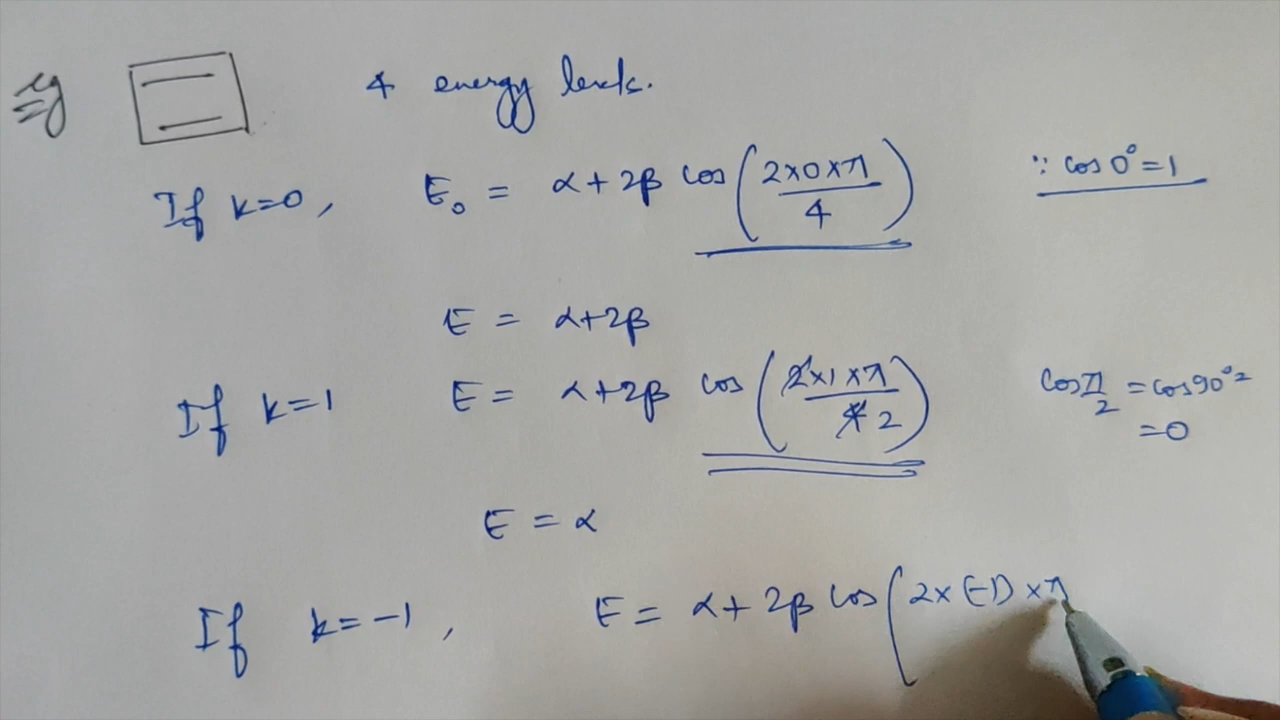 eg 4 energy levels.
If k=0, E₀ = α+2β cos(2×0×π/4) ∵ cos 0° = 1
E = α+2β
If k=1 E = α+2β cos(2×1×π/4 2) cos π/2 = cos 90° =
= 0
E = α
If k=-1, E = α+2β cos(2×(-1)×π